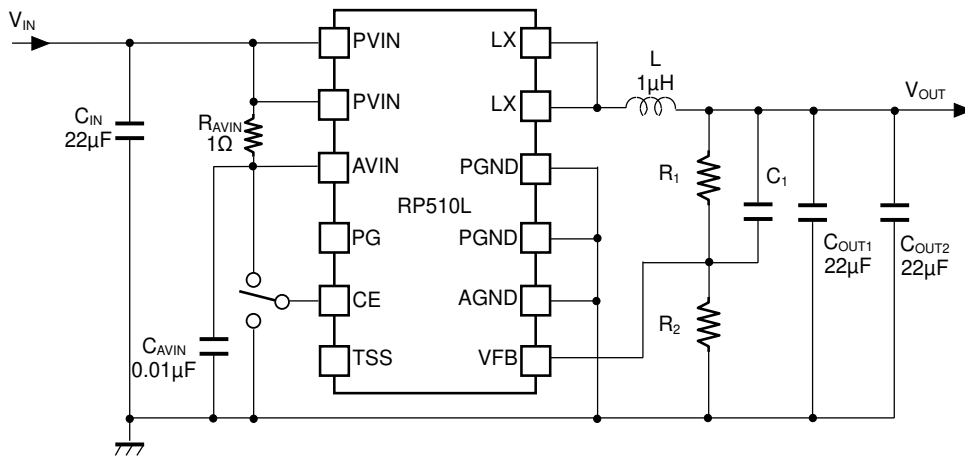 VIN
PVIN
LX
L
1µH
VOUT
CIN
22µF
PVIN
LX
RAVIN
1Ω
AVIN
PGND
R1
C1
RP510L
PG
PGND
COUT1
22µF
COUT2
22µF
CE
AGND
R2
CAVIN
0.01µF
TSS
VFB